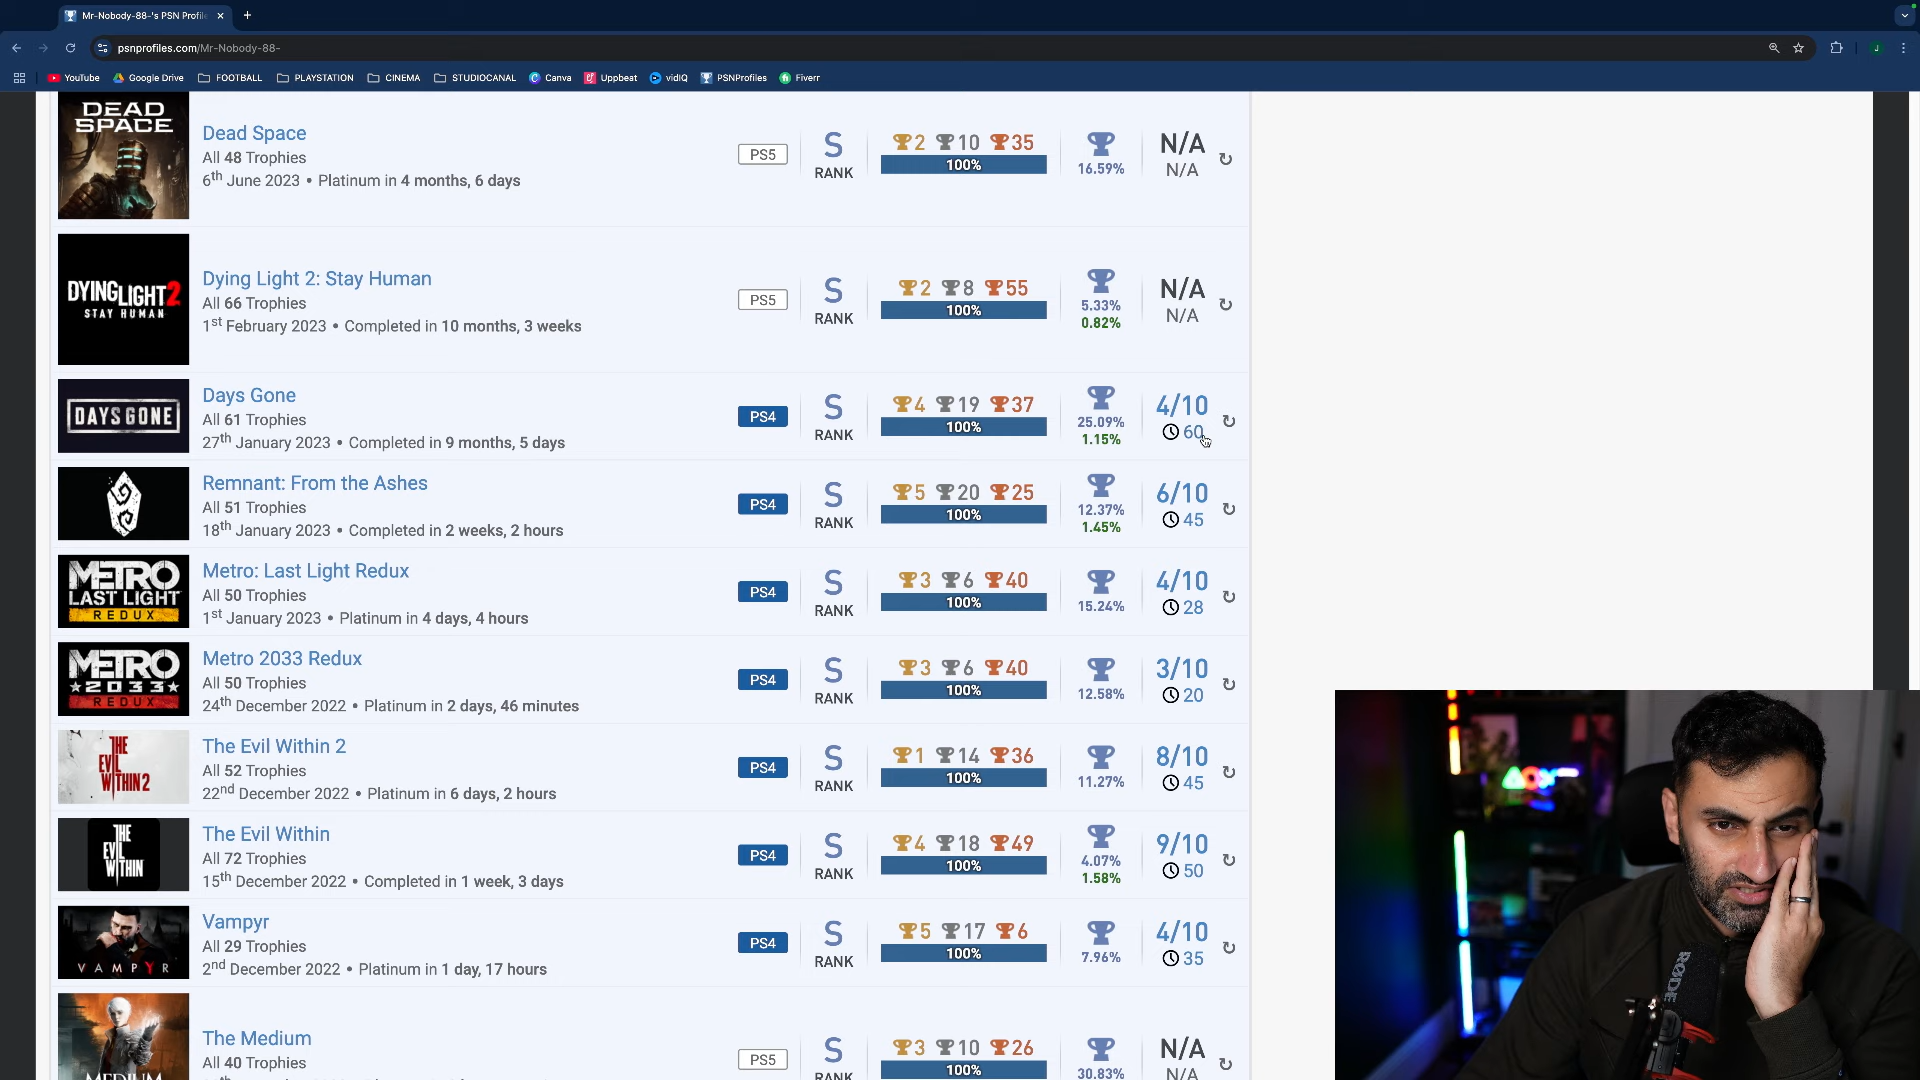 Mr-Nobody-88-'s PSN Profile
psnprofiles.com/Mr-Nobody-88-
YouTube Google Drive FOOTBALL PLAYSTATION CINEMA STUDIOCANAL Canva Uppbeat vidIQ PSNProfiles Fiverr
J
DEAD SPACE
Dead Space
All 48 Trophies
6th June 2023 • Platinum in 4 months, 6 days
PS5
S RANK
2 10 35
100%
16.59%
N/A
N/A
DYING LIGHT 2
STAY HUMAN
Dying Light 2: Stay Human
All 66 Trophies
1st February 2023 • Completed in 10 months, 3 weeks
PS5
S RANK
2 8 55
100%
5.33%
0.82%
N/A
N/A
DAYS GONE
Days Gone
All 61 Trophies
27th January 2023 • Completed in 9 months, 5 days
PS4
S RANK
4 19 37
100%
25.09%
1.15%
4/10
60
Remnant: From the Ashes
All 51 Trophies
18th January 2023 • Completed in 2 weeks, 2 hours
PS4
S RANK
5 20 25
100%
12.37%
1.45%
6/10
45
METRO
LAST LIGHT
REDUX
Metro: Last Light Redux
All 50 Trophies
1st January 2023 • Platinum in 4 days, 4 hours
PS4
S RANK
3 6 40
100%
15.24%
4/10
28
METRO
2033
REDUX
Metro 2033 Redux
All 50 Trophies
24th December 2022 • Platinum in 2 days, 46 minutes
PS4
S RANK
3 6 40
100%
12.58%
3/10
20
THE EVIL WITHIN 2
The Evil Within 2
All 52 Trophies
22nd December 2022 • Platinum in 6 days, 2 hours
PS4
S RANK
1 14 36
100%
11.27%
8/10
45
THE EVIL WITHIN
The Evil Within
All 72 Trophies
15th December 2022 • Completed in 1 week, 3 days
PS4
S RANK
4 18 49
100%
4.07%
1.58%
9/10
50
VAMPYR
Vampyr
All 29 Trophies
2nd December 2022 • Platinum in 1 day, 17 hours
PS4
S RANK
5 17 6
100%
7.96%
4/10
35
MEDIUM
The Medium
All 40 Trophies
PS5
S RANK
3 10 26
100%
30.83%
N/A
N/A
RØDE